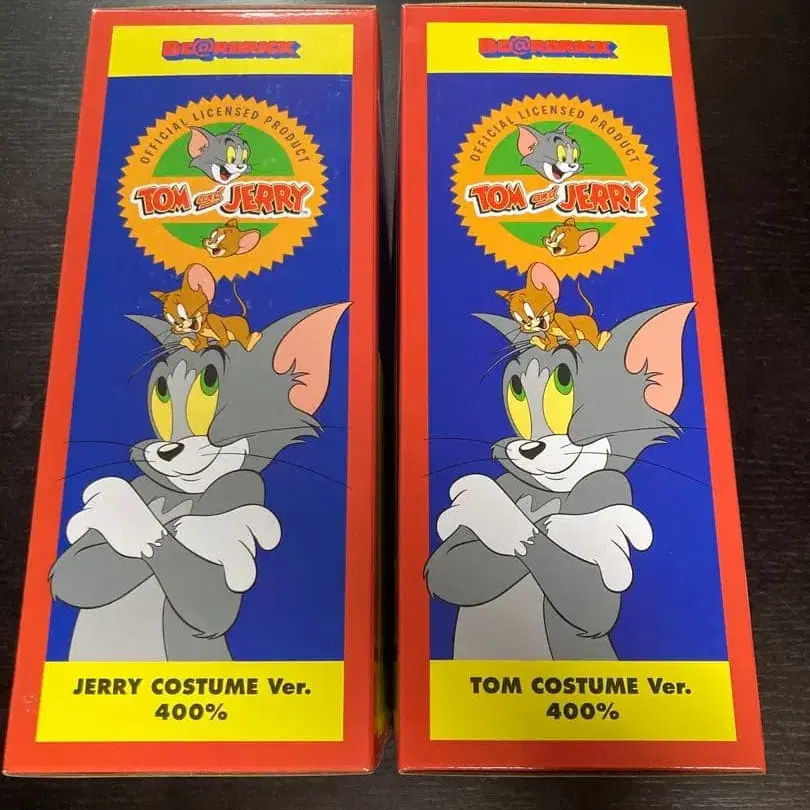 BE@RBRICK
OFFICIAL LICENSED PRODUCT
TOM and JERRY
JERRY COSTUME Ver.
400%
BE@RBRICK
OFFICIAL LICENSED PRODUCT
TOM and JERRY
TOM COSTUME Ver.
400%